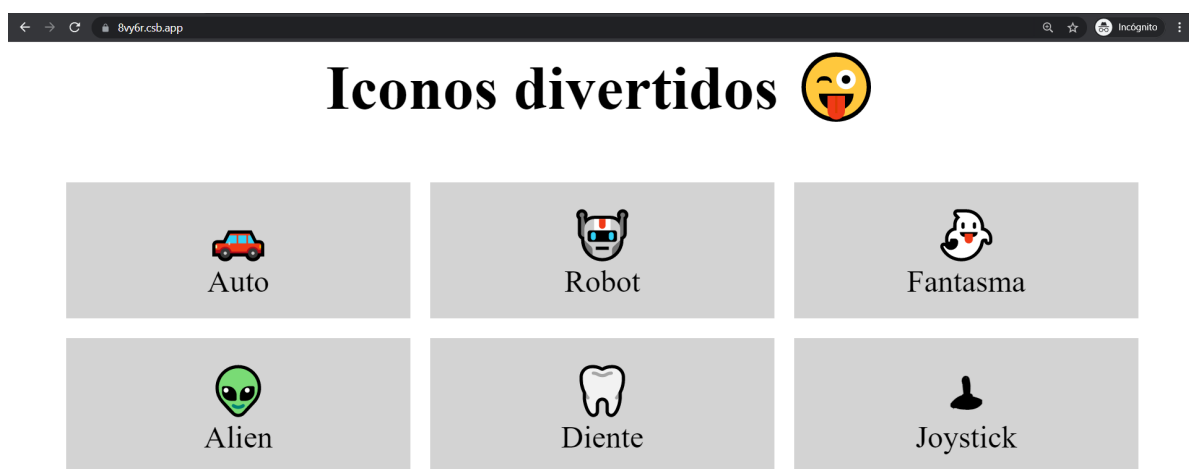 8vy6r.csb.app
Incógnito
Iconos divertidos
Auto
Robot
Fantasma
Alien
Diente
Joystick